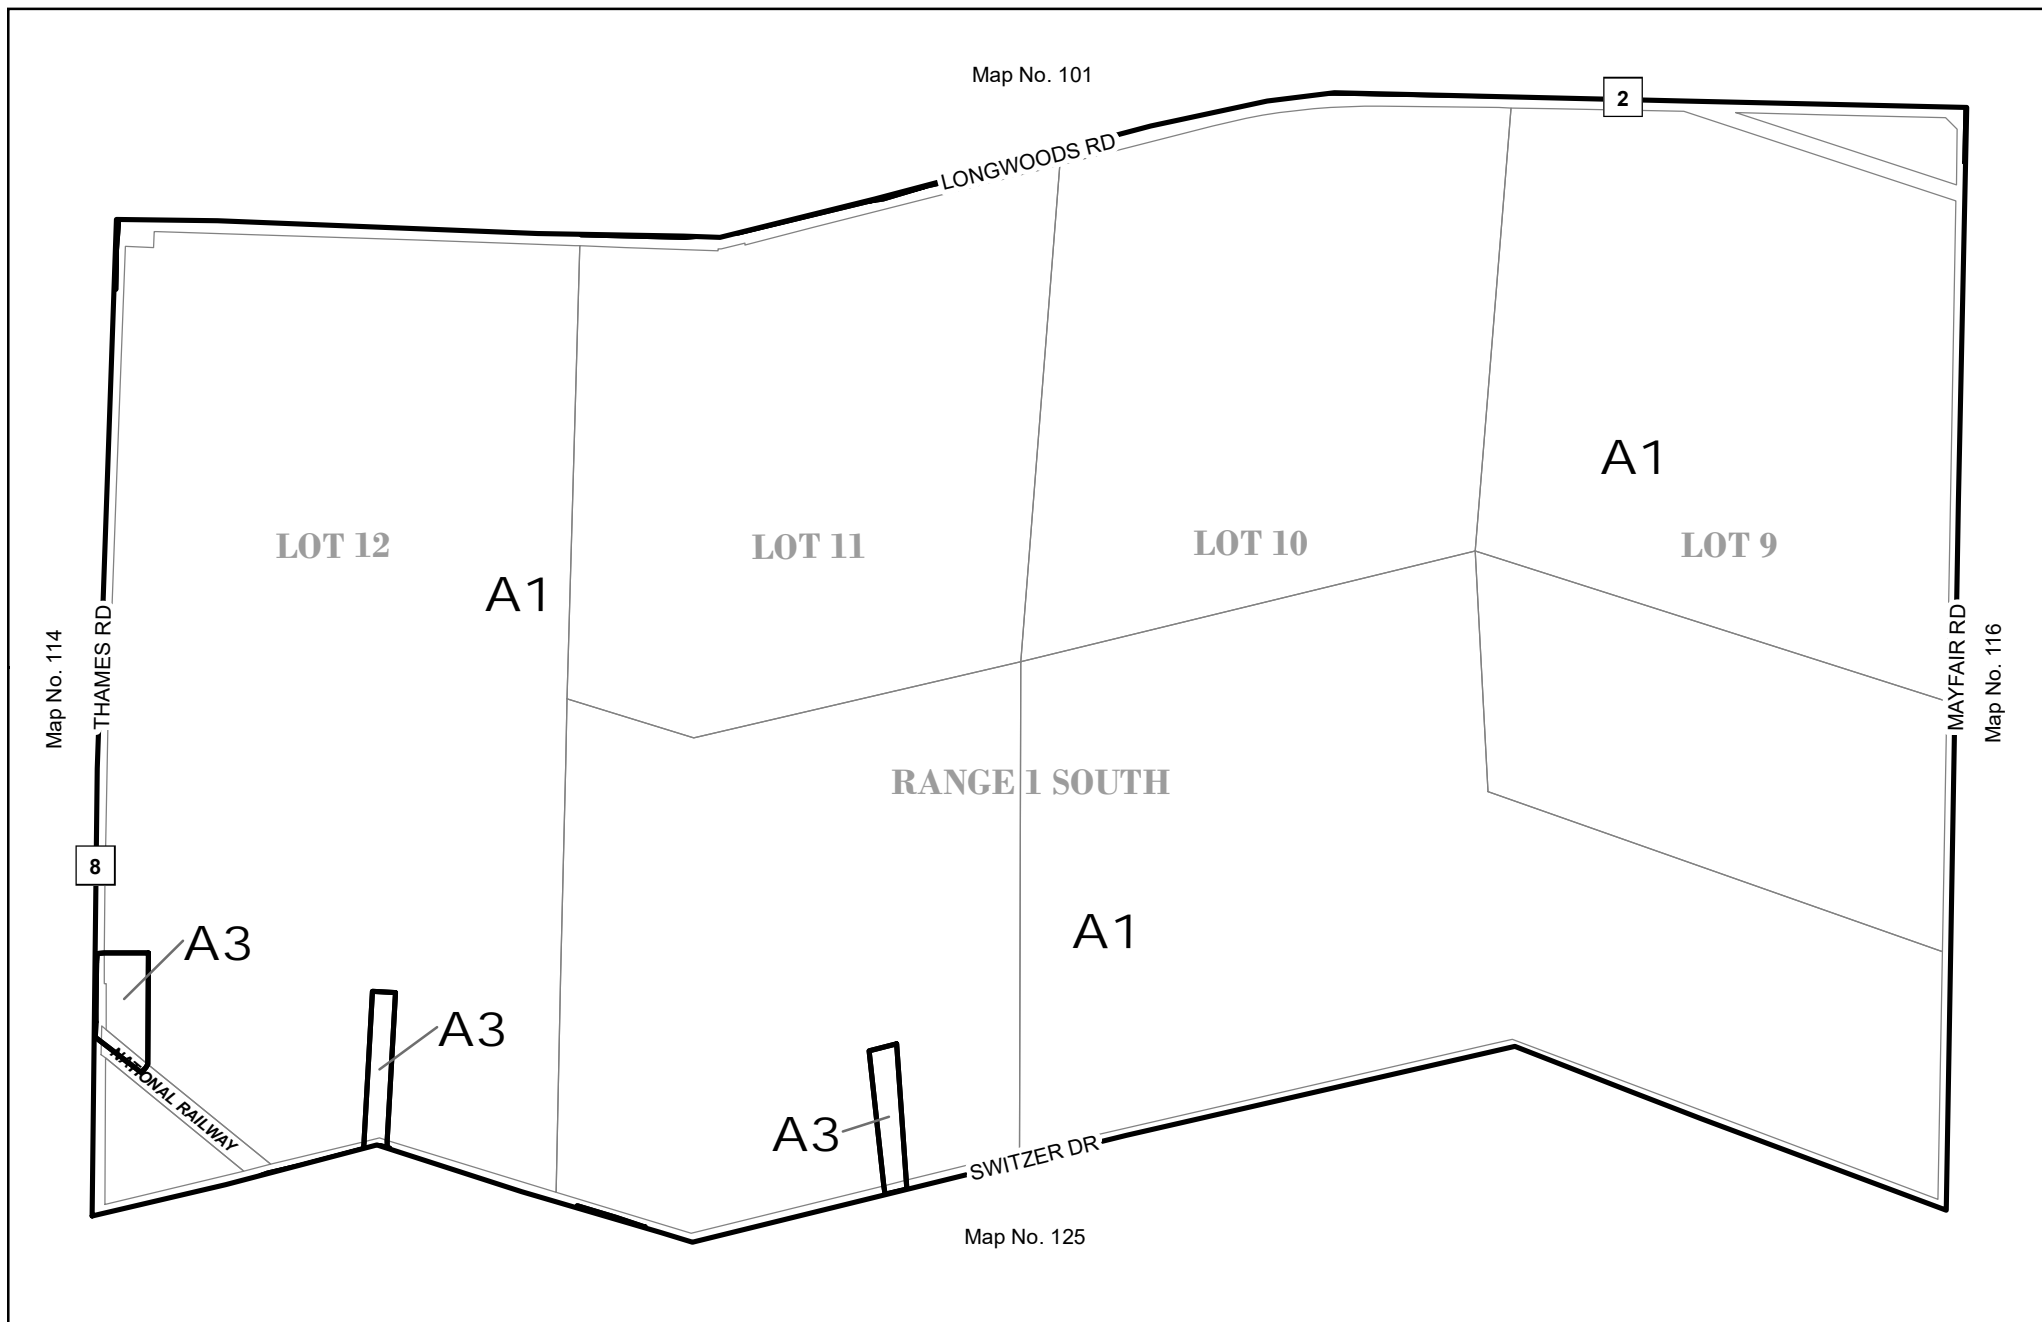 Map No. 101
2
LONGWOODS RD
A1
LOT 12
LOT 11
LOT 10
LOT 9
A1
THAMES RD
Map No. 114
MAYFAIR RD
Map No. 116
RANGE 1 SOUTH
8
A3
A1
A3
NATIONAL RAILWAY
A3
SWITZER DR
Map No. 125